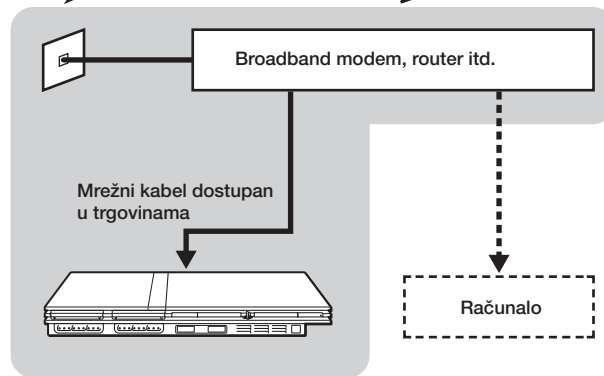 Broadband modem, router itd.
Mrežni kabel dostupan
u trgovinama
Računalo